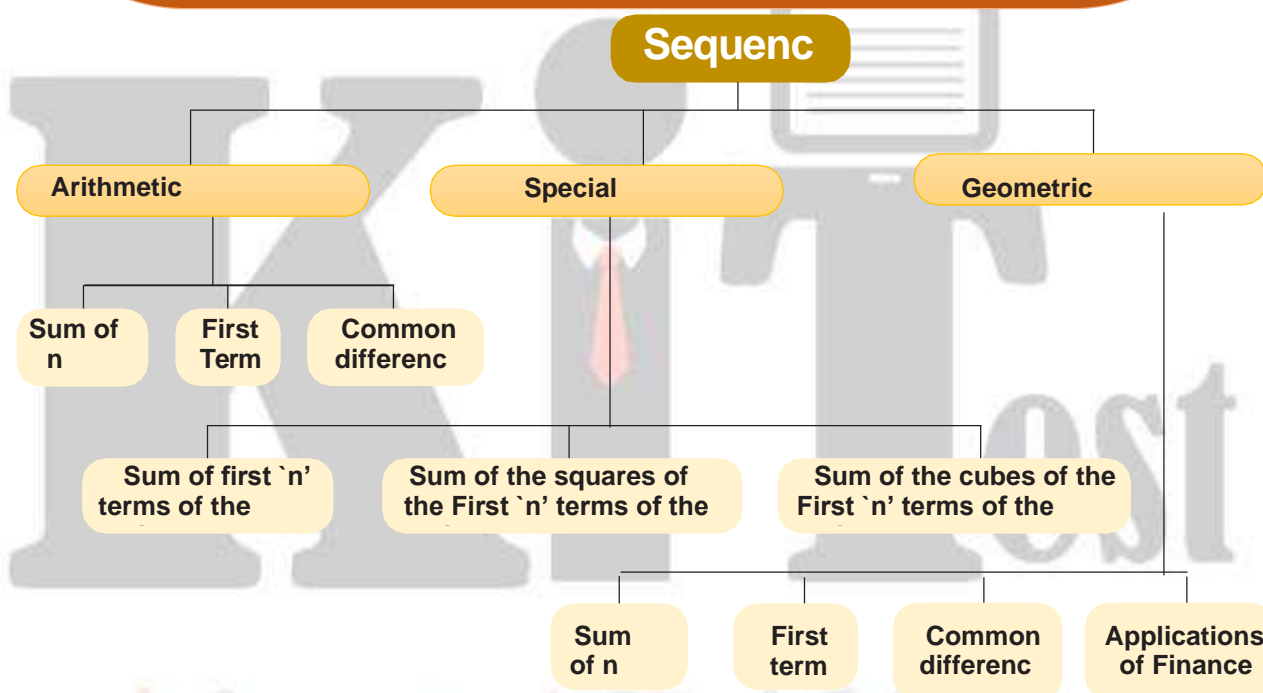 Sequenc
Arithmetic
Special
Geometric
Sum of
n
First
Term
Common
differenc
Sum of first `n’
terms of the
Sum of the squares of
the First `n’ terms of the
Sum of the cubes of the
First `n’ terms of the
Sum
of n
First
term
Common
differenc
Applications
of Finance
KiTost